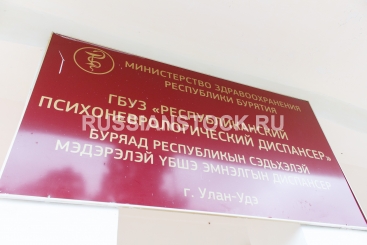 МИНИСТЕРСТВО ЗДРАВООХРАНЕНИЯ
РЕСПУБЛИКИ БУРЯТИЯ
ГБУЗ «РЕСПУБЛИКАНСКИЙ
ПСИХОНЕВРОЛОГИЧЕСКИЙ ДИСПАНСЕР»
RUSSIANSTOCK.RU
БУРЯАД РЕСПУБЛИКЫН СЭДЬХЭЛЭЙ
МЭДЭРЭЛЭЙ ҮБШЭ ЭМНЭЛГЫН ДИСПАНСЕР
г. Улан-Удэ